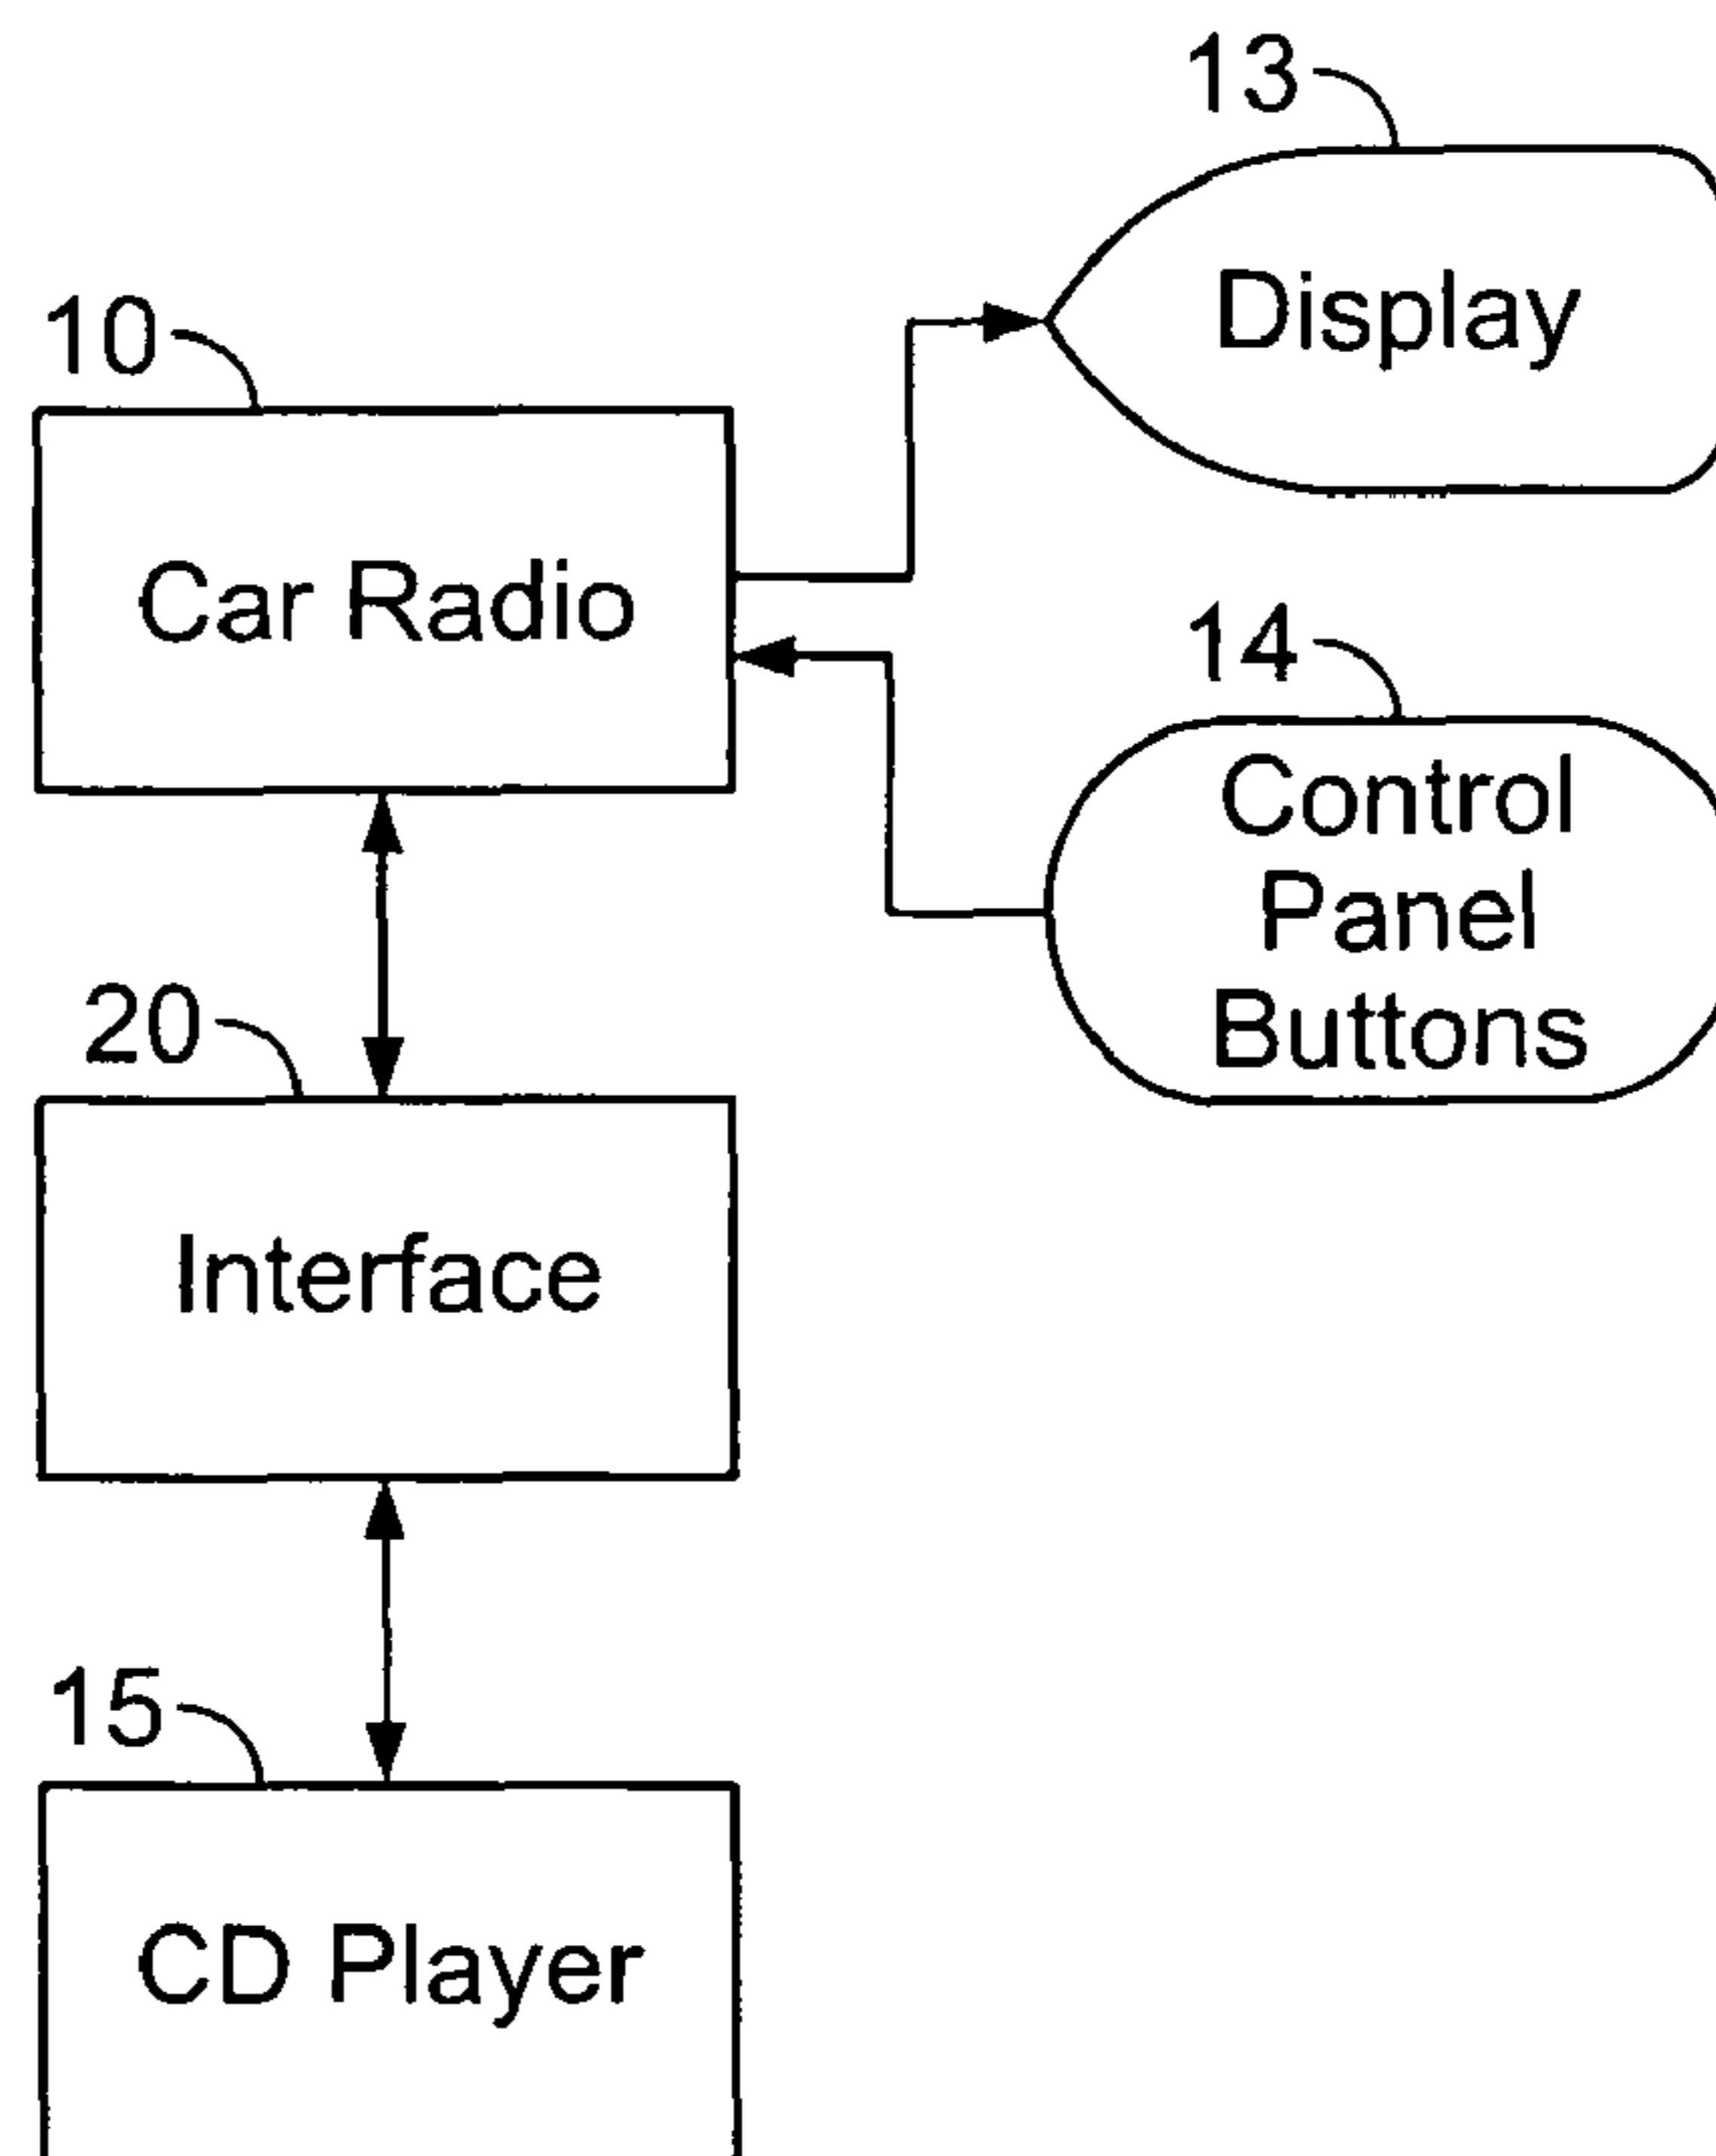 13
Display
10
Car Radio
14
Control
Panel
Buttons
20
Interface
15
CD Player